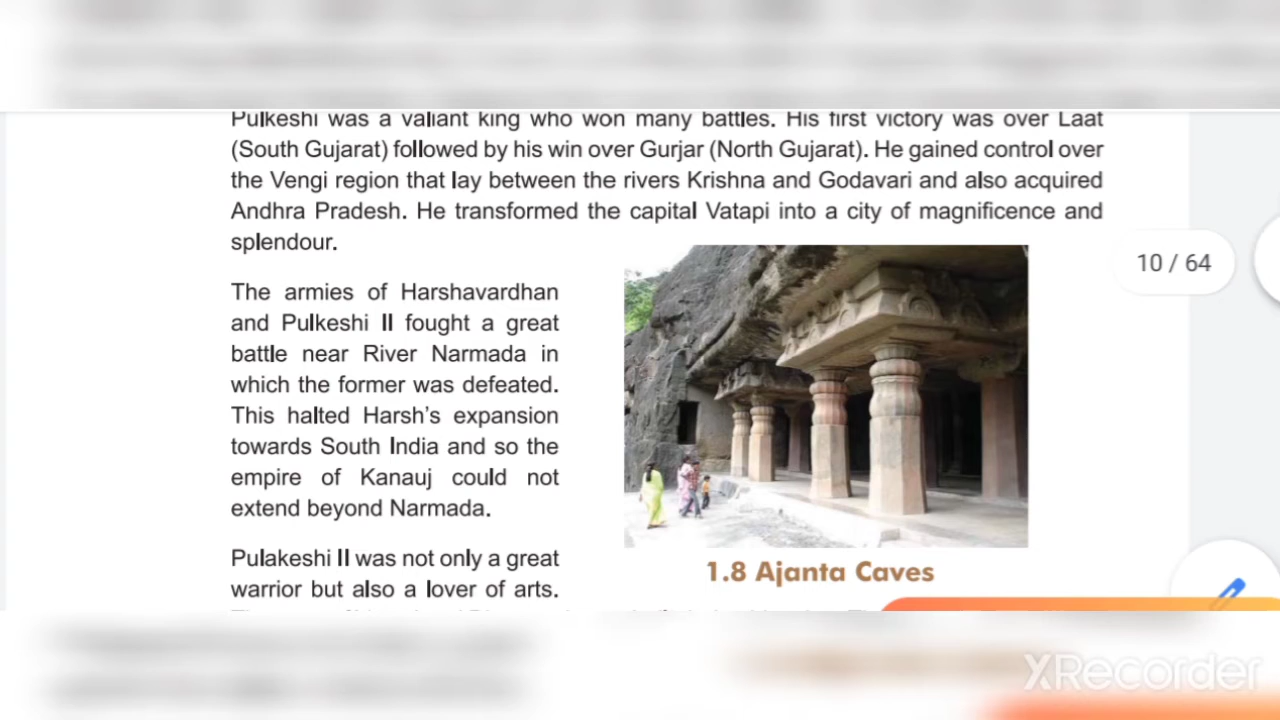 Pulkeshi was a valiant king who won many battles. His first victory was over Laat
(South Gujarat) followed by his win over Gurjar (North Gujarat). He gained control over
the Vengi region that lay between the rivers Krishna and Godavari and also acquired
Andhra Pradesh. He transformed the capital Vatapi into a city of magnificence and
splendour.
10 / 64
The armies of Harshavardhan
and Pulkeshi II fought a great
battle near River Narmada in
which the former was defeated.
This halted Harsh's expansion
towards South India and so the
empire of Kanauj could not
extend beyond Narmada.
1.8 Ajanta Caves
Pulakeshi II was not only a great
warrior but also a lover of arts.
XRecorder